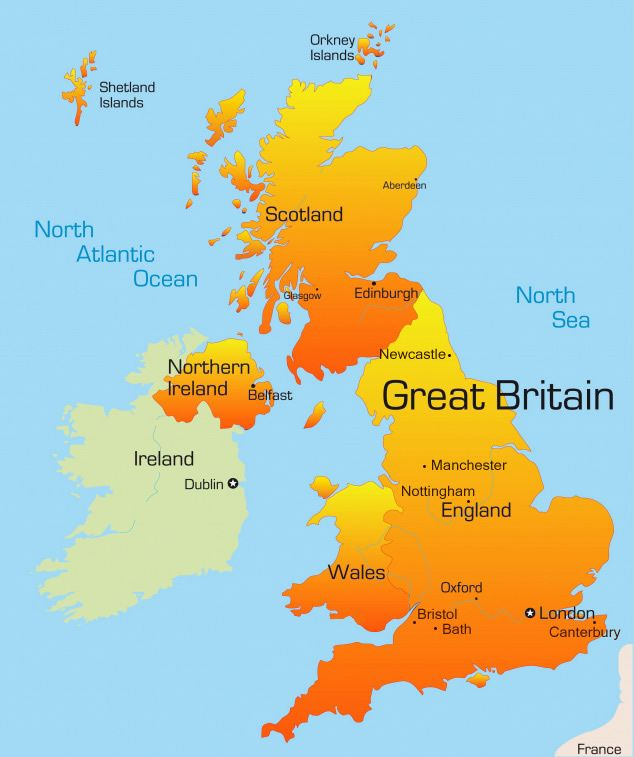 Orkney
Islands
Shetland
Islands
Aberdeen
Scotland
North
Atlantic
Ocean
Glasgow
Edinburgh
North
Sea
Newcastle
Northern
Ireland
Belfast
Great Britain
Ireland
Dublin
Manchester
Nottingham
England
Wales
Oxford
Bristol
Bath
London
Canterbury
France